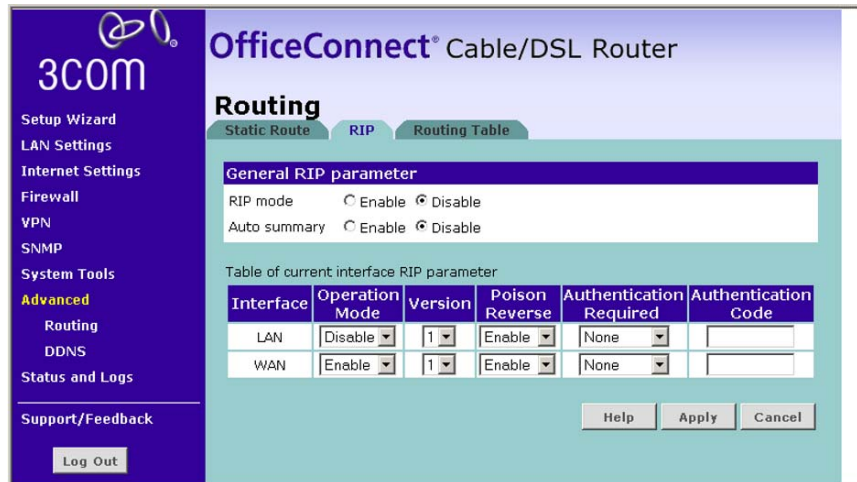 3COM
OfficeConnect® Cable/DSL Router
Setup Wizard
LAN Settings
Internet Settings
Firewall
VPN
SNMP
System Tools
Advanced
Routing
DDNS
Status and Logs
Support/Feedback
Log Out
Routing
Static Route RIP Routing Table
General RIP parameter
RIP mode Enable Disable
Auto summary Enable Disable
Table of current interface RIP parameter
Interface Operation Mode Version Poison Reverse Authentication Required Authentication Code
LAN Disable 1 Enable None
WAN Enable 1 Enable None
Help Apply Cancel